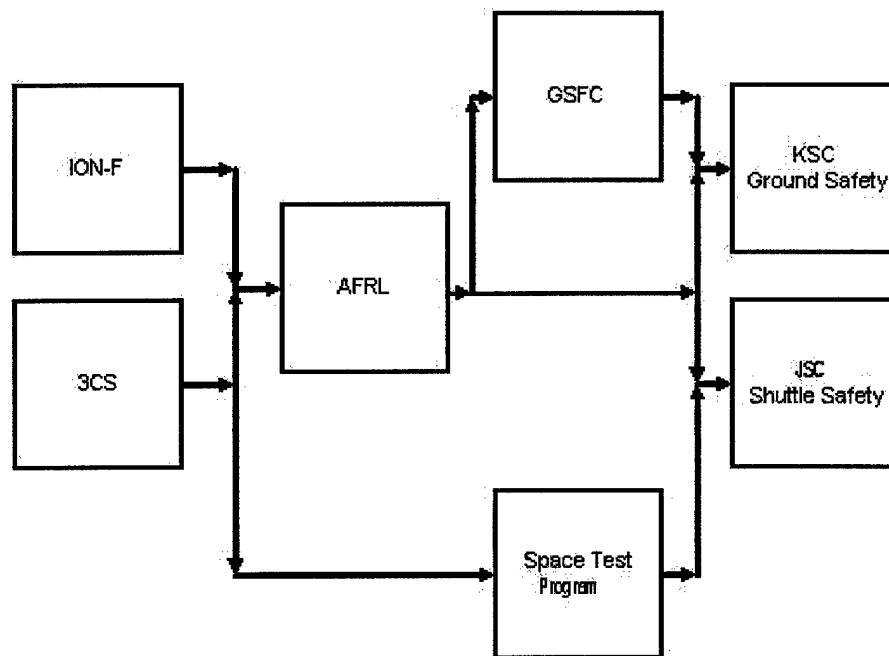 GSFC
ION-F
KSC
Ground Safety
AFRL
3CS
JSC
Shuttle Safety
Space Test
Program